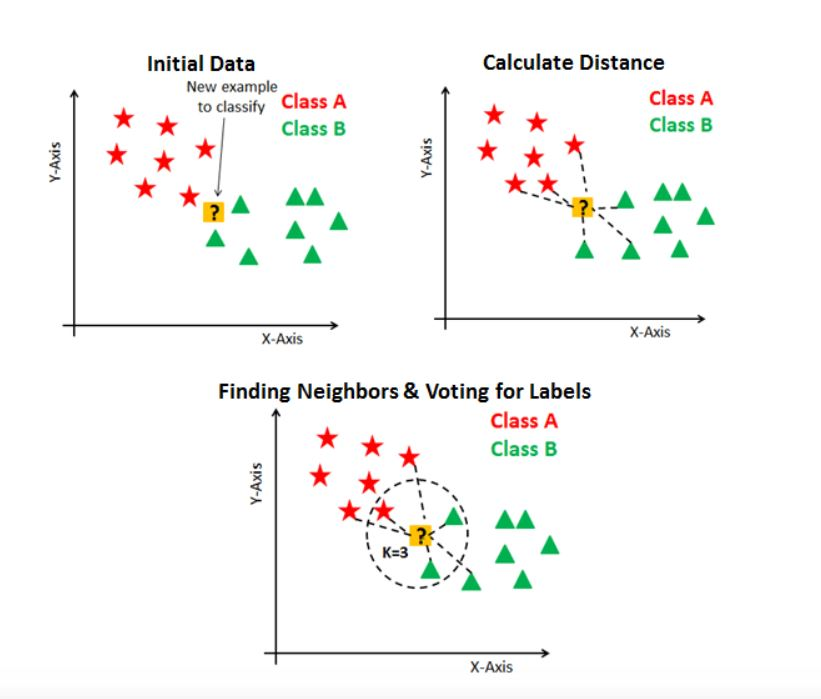 Initial Data
New example
to classify
Class A
Class B
Y-Axis
?
X-Axis
Calculate Distance
Class A
Class B
Y-Axis
?
X-Axis
Finding Neighbors & Voting for Labels
Class A
Class B
Y-Axis
?
K=3
X-Axis